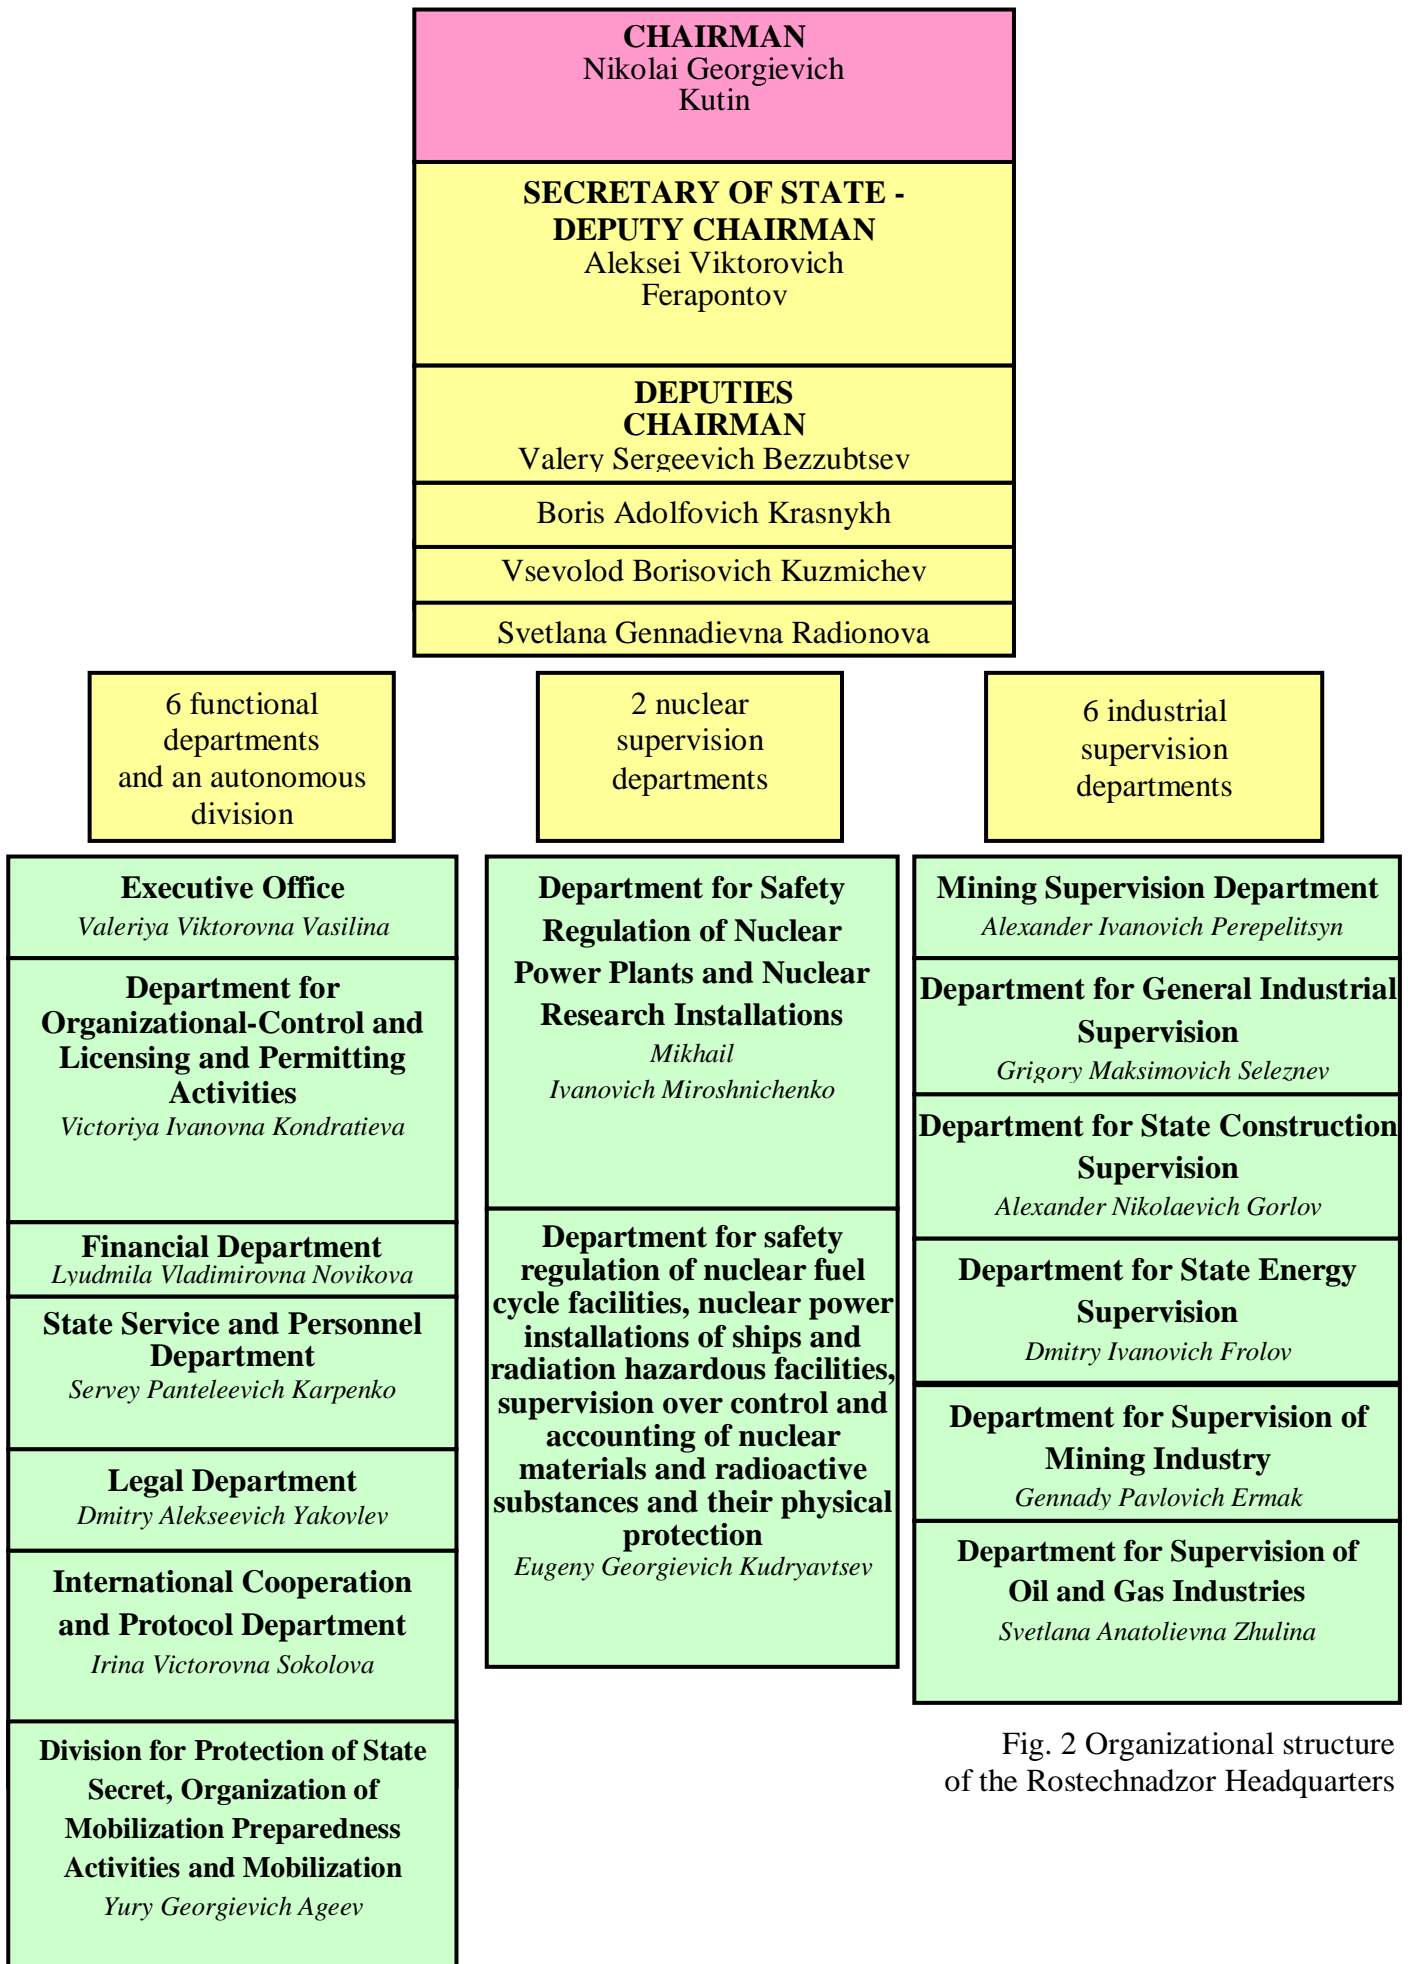 CHAIRMAN
Nikolai Georgievich
Kutin
SECRETARY OF STATE -
DEPUTY CHAIRMAN
Aleksei Viktorovich
Ferapontov
DEPUTIES
CHAIRMAN
Valery Sergeevich Bezzubtsev
Boris Adolfovich Krasnykh
Vsevolod Borisovich Kuzmichev
Svetlana Gennadievna Radionova
6 functional
departments
and an autonomous
division
2 nuclear
supervision
departments
6 industrial
supervision
departments
Executive Office
Valeriya Viktorovna Vasilina
Department for
Organizational-Control and
Licensing and Permitting
Activities
Victoriya Ivanovna Kondratieva
Financial Department
Lyudmila Vladimirovna Novikova
State Service and Personnel
Department
Servey Panteleevich Karpenko
Legal Department
Dmitry Alekseevich Yakovlev
International Cooperation
and Protocol Department
Irina Victorovna Sokolova
Division for Protection of State
Secret, Organization of
Mobilization Preparedness
Activities and Mobilization
Yury Georgievich Ageev
Department for Safety
Regulation of Nuclear
Power Plants and Nuclear
Research Installations
Mikhail
Ivanovich Miroshnichenko
Department for safety
regulation of nuclear fuel
cycle facilities, nuclear power
installations of ships and
radiation hazardous facilities,
supervision over control and
accounting of nuclear
materials and radioactive
substances and their physical
protection
Eugeny Georgievich Kudryavtsev
Mining Supervision Department
Alexander Ivanovich Perepelitsyn
Department for General Industrial
Supervision
Grigory Maksimovich Seleznev
Department for State Construction
Supervision
Alexander Nikolaevich Gorlov
Department for State Energy
Supervision
Dmitry Ivanovich Frolov
Department for Supervision of
Mining Industry
Gennady Pavlovich Ermak
Department for Supervision of
Oil and Gas Industries
Svetlana Anatolievna Zhulina
Fig. 2 Organizational structure
of the Rostechnadzor Headquarters